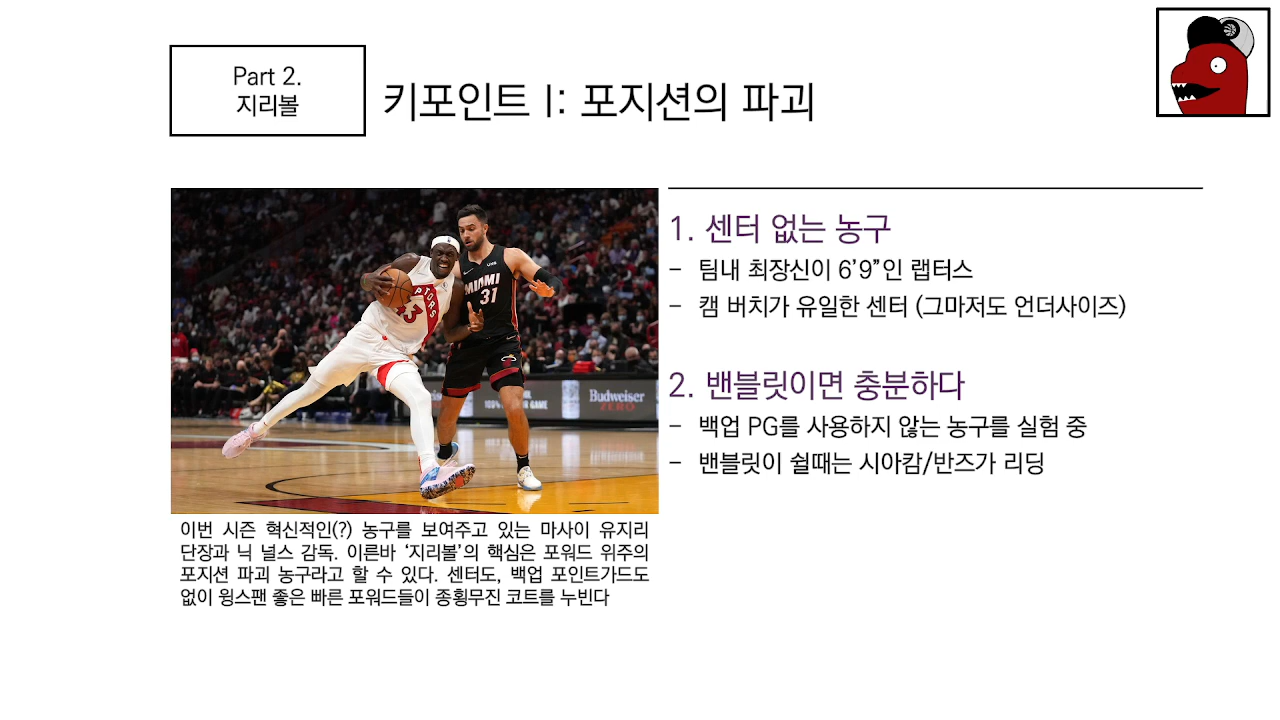 Part 2.
지리볼
키포인트 I: 포지션의 파괴
RAPTORS
43
MIAMI
31
Budweiser
ZERO
1. 센터 없는 농구
- 팀내 최장신이 6’9”인 랩터스
- 캠 버치가 유일한 센터 (그마저도 언더사이즈)
2. 밴블릿이면 충분하다
- 백업 PG를 사용하지 않는 농구를 실험 중
- 밴블릿이 쉴때는 시아캄/반즈가 리딩
이번 시즌 혁신적인(?) 농구를 보여주고 있는 마사이 유지리
단장과 닉 널스 감독. 이른바 ‘지리볼’의 핵심은 포워드 위주의
포지션 파괴 농구라고 할 수 있다. 센터도, 백업 포인트가드도
없이 윙스팬 좋은 빠른 포워드들이 종횡무진 코트를 누빈다